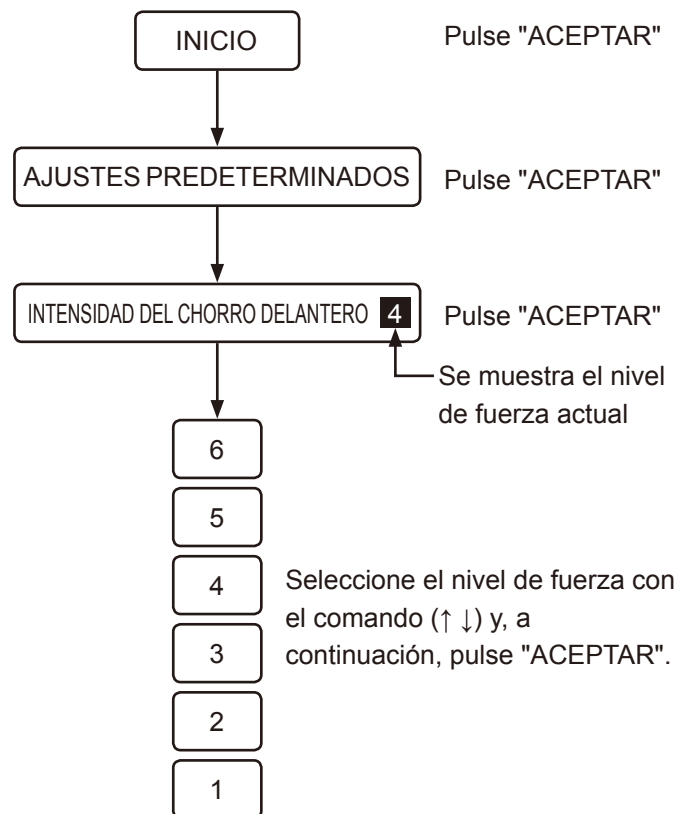 INICIO
Pulse "ACEPTAR"
AJUSTES PREDETERMINADOS
Pulse "ACEPTAR"
INTENSIDAD DEL CHORRO DELANTERO 4
Pulse "ACEPTAR"
Se muestra el nivel
de fuerza actual
6
5
4
3
2
1
Seleccione el nivel de fuerza con
el comando (↑ ↓) y, a
continuación, pulse "ACEPTAR".